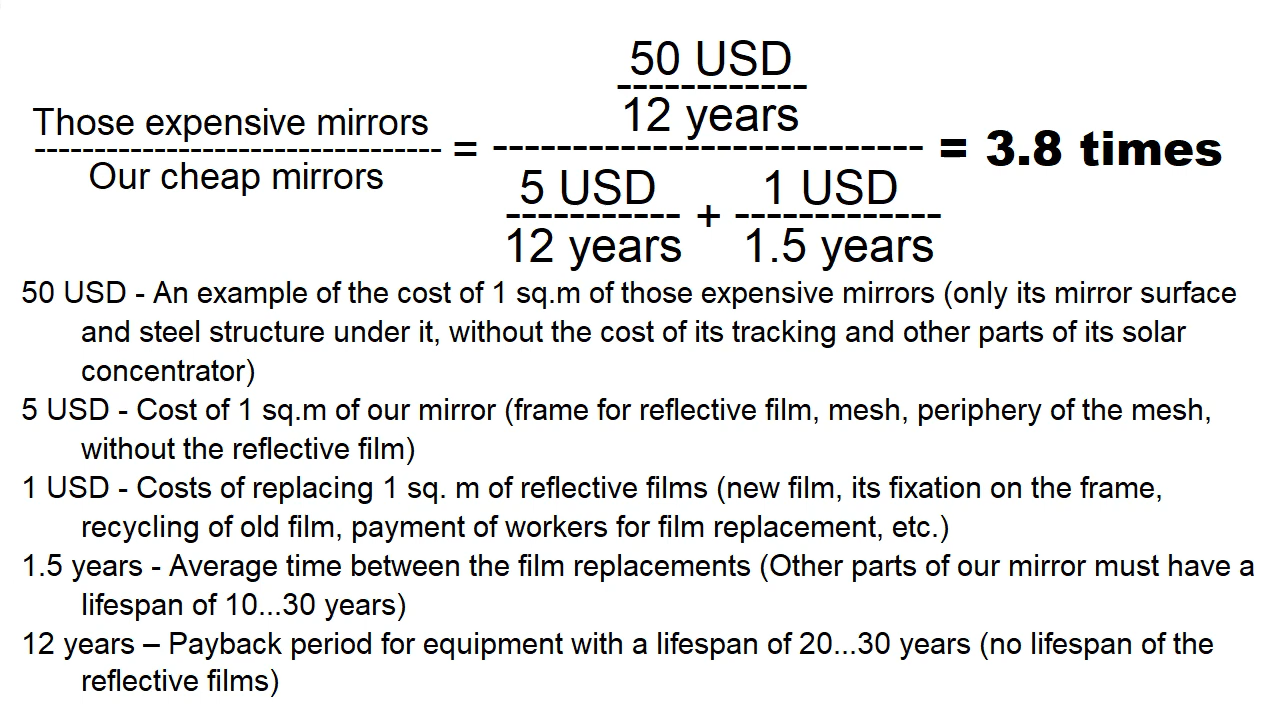 50 USD
------------
12 years
Those expensive mirrors
---------------------------------
Our cheap mirrors
=
---------------------------
= 3.8 times
5 USD
-----------
12 years
+
1 USD
-------------
1.5 years
50 USD - An example of the cost of 1 sq.m of those expensive mirrors (only its mirror surface
and steel structure under it, without the cost of its tracking and other parts of its solar
concentrator)
5 USD - Cost of 1 sq.m of our mirror (frame for reflective film, mesh, periphery of the mesh,
without the reflective film)
1 USD - Costs of replacing 1 sq. m of reflective films (new film, its fixation on the frame,
recycling of old film, payment of workers for film replacement, etc.)
1.5 years - Average time between the film replacements (Other parts of our mirror must have a
lifespan of 10...30 years)
12 years – Payback period for equipment with a lifespan of 20...30 years (no lifespan of the
reflective films)